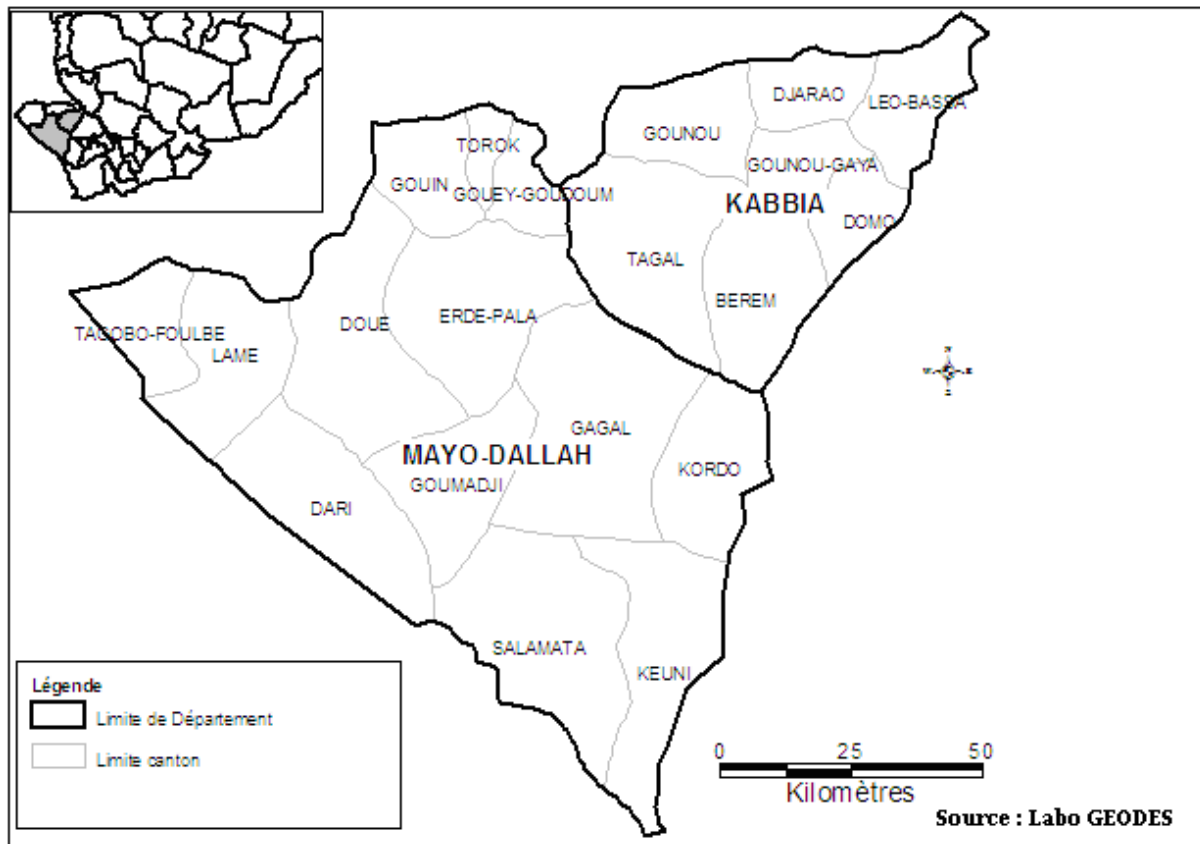 DJARAO
LEO-BASSA
GOUNOU
TOROK
GOUNOU-GAYA
GOUIN
GOUEY-GOUDOUM
KABBIA
DOMO
TAGAL
BEREM
ERDE-PALA
DOUE
TAGOBO-FOULBE
LAME
N
W E
S
GAGAL
MAYO-DALLAH
KORDO
GOUMADJI
DARI
SALAMATA
KEUNI
Légende
Limite de Département
Limite canton
0 25 50
Kilomètres
Source : Labo GEODES